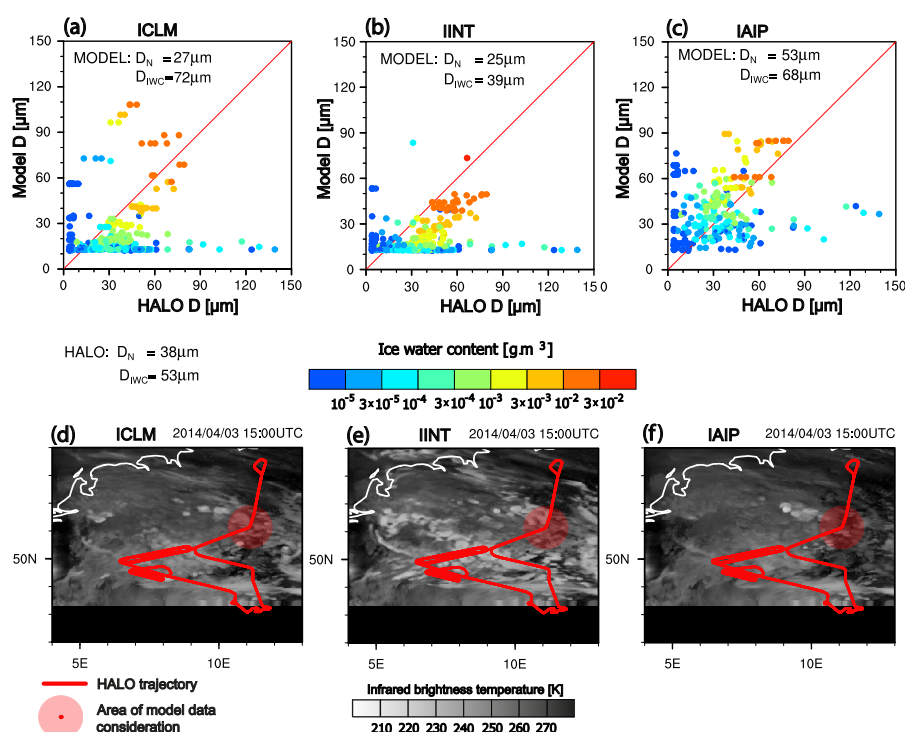 (a) ICLM
(b) IINT
(c) IAIP
MODEL: D_N = 27µm
D_IWC= 72µm
MODEL: D_N = 25µm
D_IWC= 39µm
MODEL: D_N = 53µm
D_IWC= 68µm
Model D [µm]
150
120
90
60
30
0
0 30 60 90 120 150
HALO D [µm]
Model D [µm]
150
120
90
60
30
0
0 30 60 90 120 150
HALO D [µm]
Model D [µm]
150
120
90
60
30
0
0 30 60 90 120 150
HALO D [µm]
HALO: D_N = 38µm
D_IWC= 53µm
Ice water content [g.m 3]
10-5 3×10-5 10-4 3×10-4 10-3 3×10-3 10-2 3×10-2
(d) ICLM 2014/04/03 15:00UTC
(e) IINT 2014/04/03 15:00UTC
(f) IAIP 2014/04/03 15:00UTC
50N
50N
50N
5E 10E
5E 10E
5E 10E
HALO trajectory
Area of model data
consideration
Infrared brightness temperature [K]
210 220 230 240 250 260 270